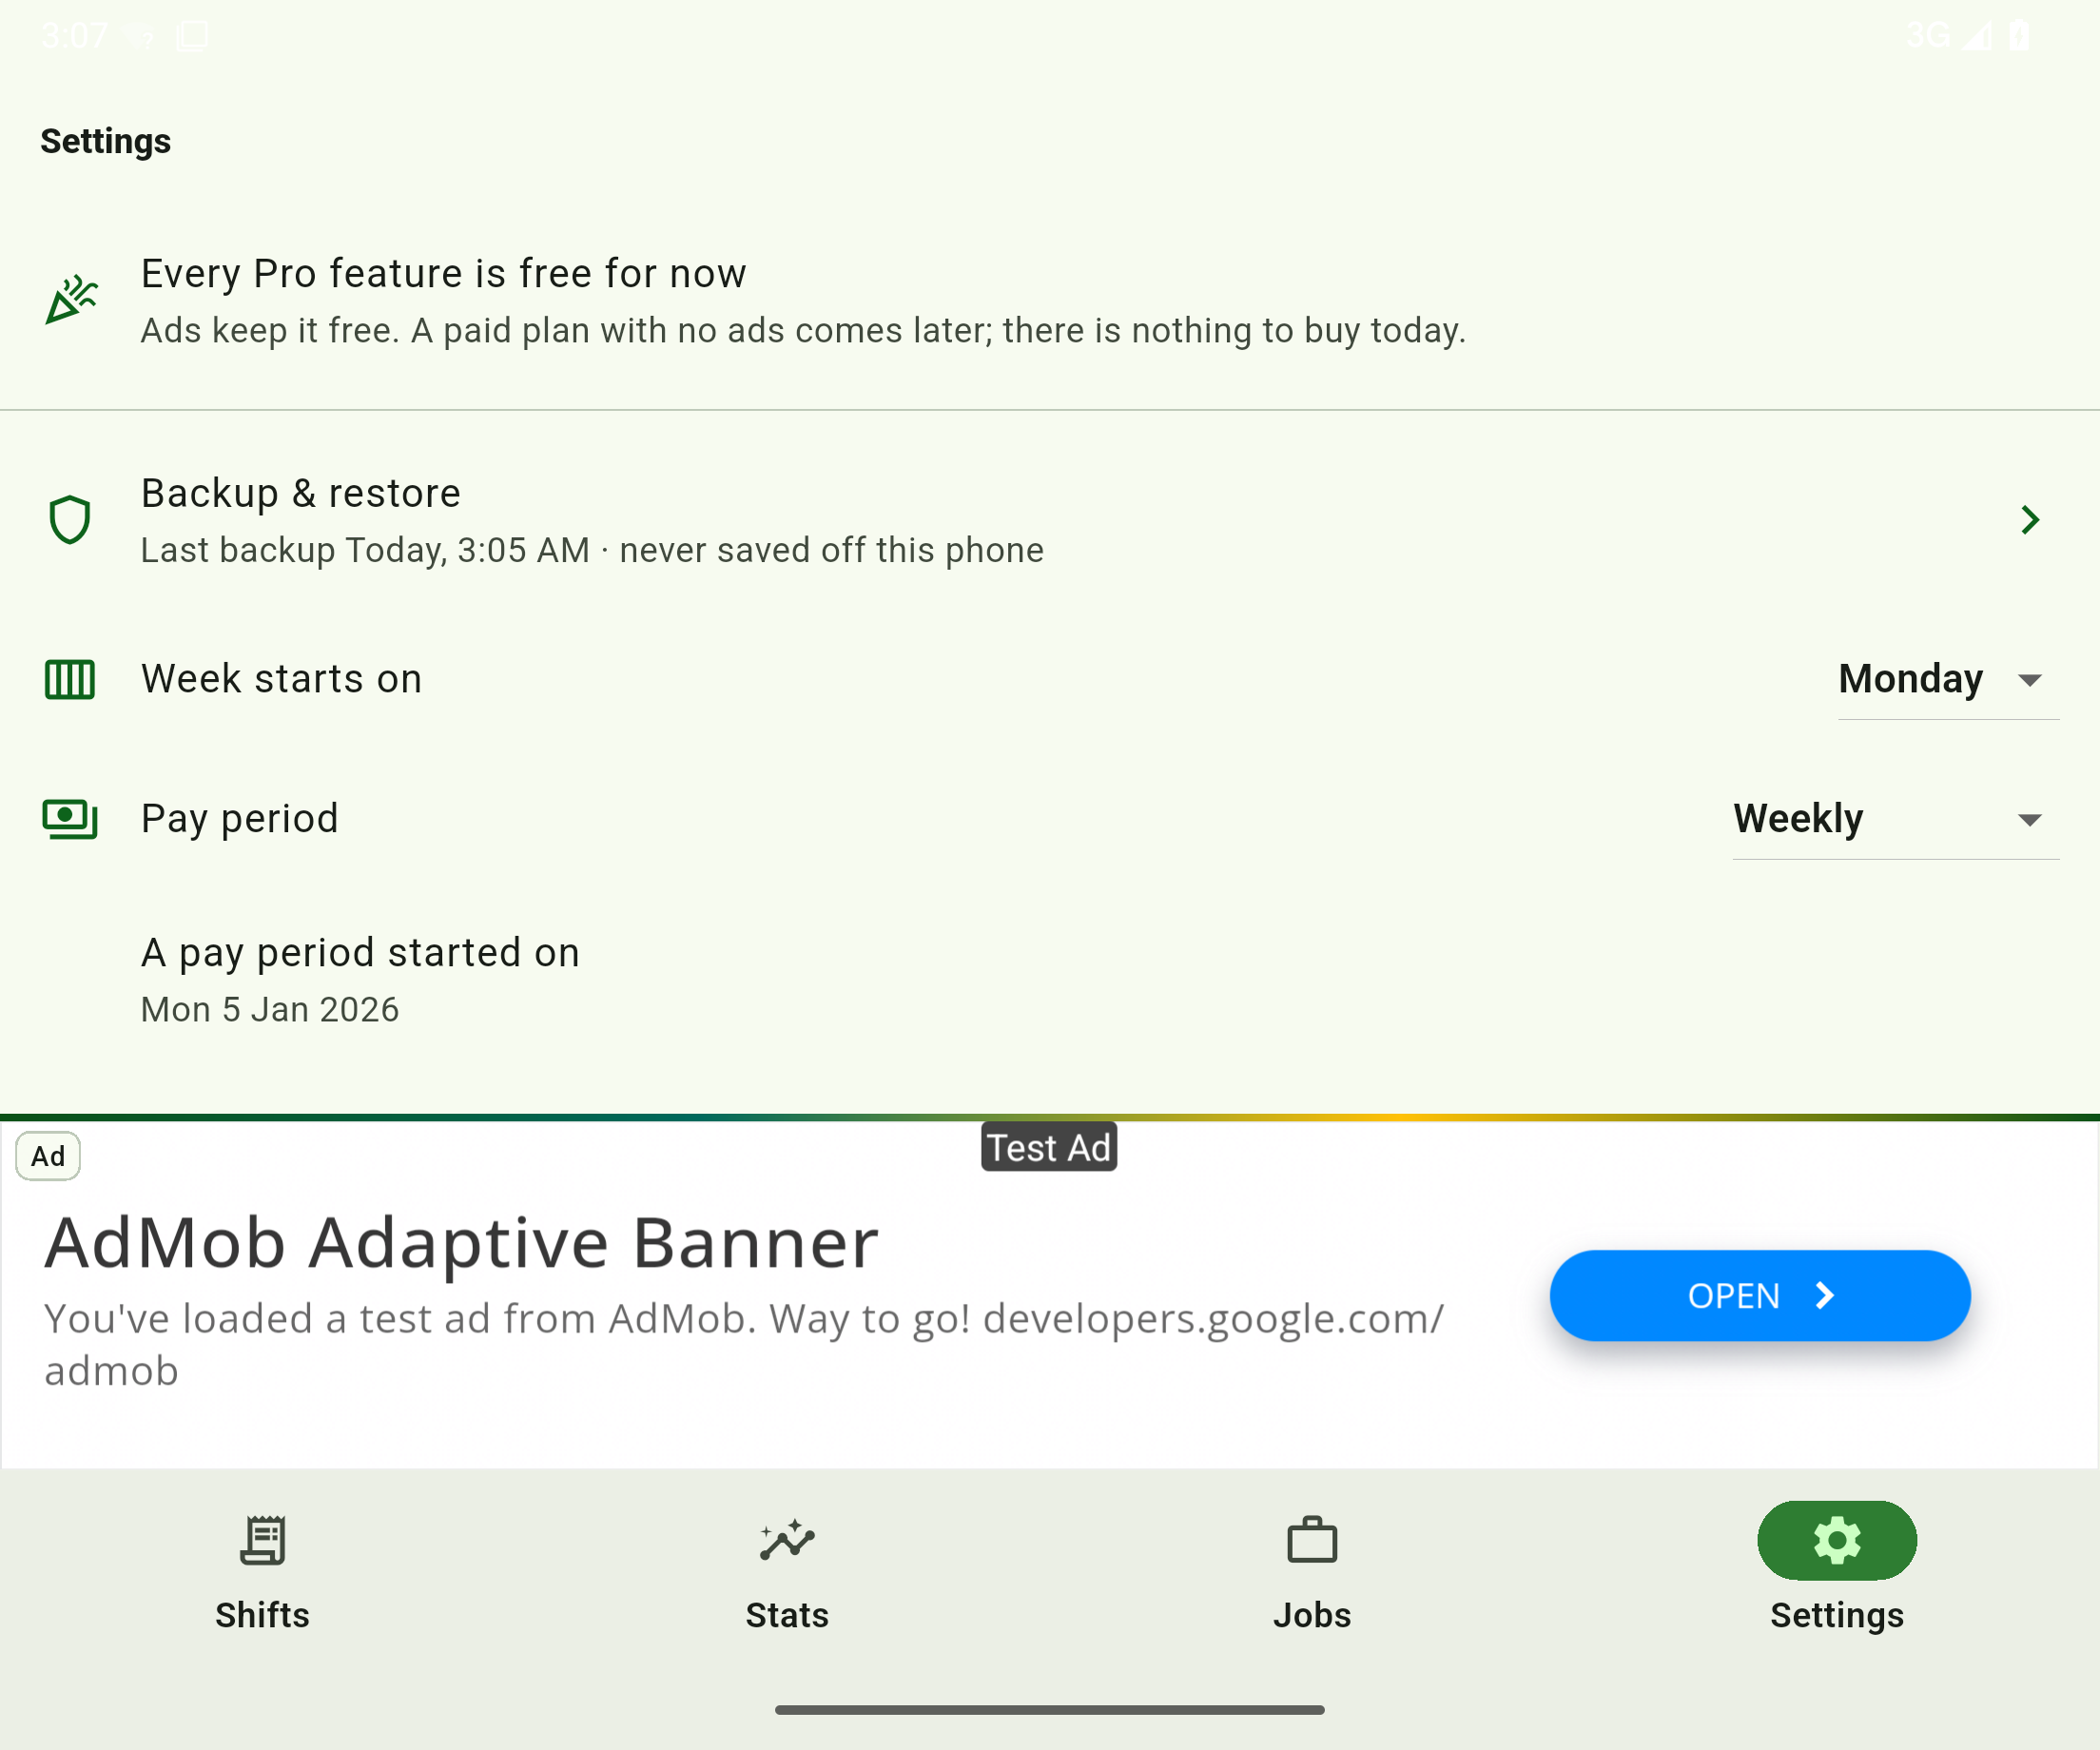 3:07
3G
Settings
Every Pro feature is free for now
Ads keep it free. A paid plan with no ads comes later; there is nothing to buy today.
Backup & restore
Last backup Today, 3:05 AM · never saved off this phone
Week starts on
Monday
Pay period
Weekly
A pay period started on
Mon 5 Jan 2026
Ad
Test Ad
AdMob Adaptive Banner
You've loaded a test ad from AdMob. Way to go! developers.google.com/
admob
OPEN
Shifts
Stats
Jobs
Settings